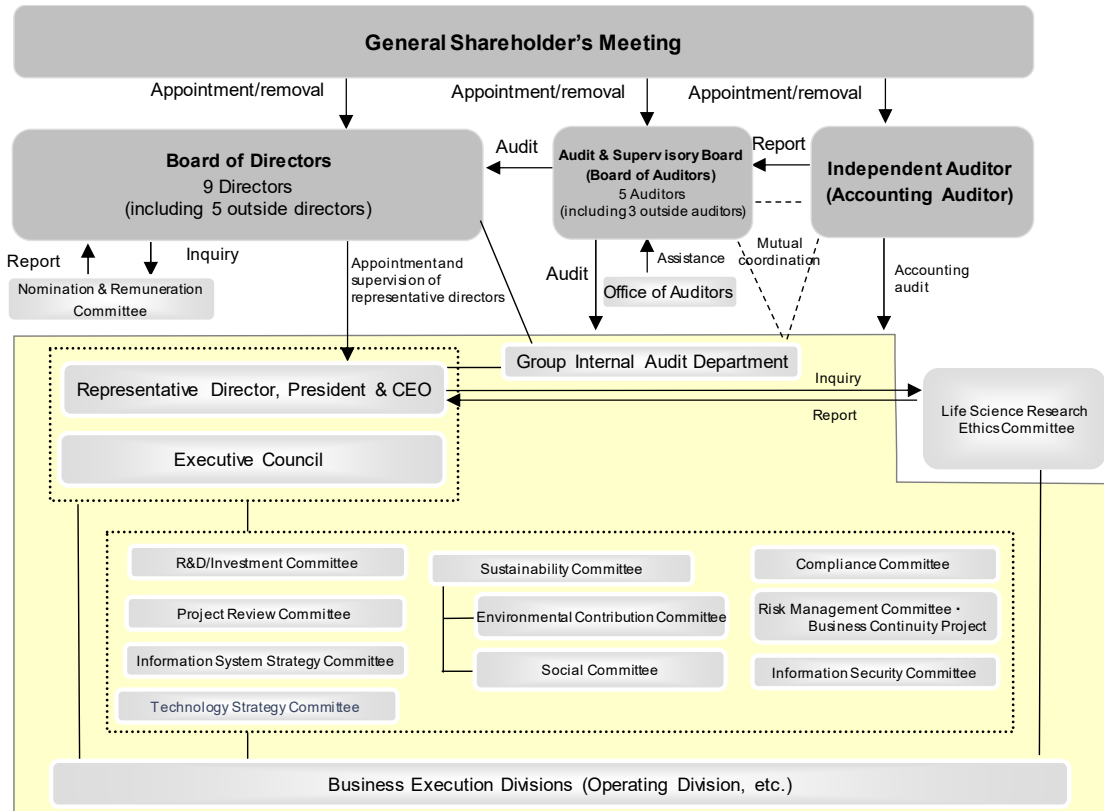 General Shareholder's Meeting
Appointment/removal
Appointment/removal
Appointment/removal
Board of Directors
9 Directors
(including 5 outside directors)
Audit
Audit & Supervisory Board
(Board of Auditors)
5 Auditors
(including 3 outside auditors)
Report
Independent Auditor
(Accounting Auditor)
Report
Inquiry
Nomination & Remuneration
Committee
Appointment and
supervision of
representative directors
Audit
Assistance
Office of Auditors
Mutual
coordination
Accounting
audit
Group Internal Audit Department
Representative Director, President & CEO
Inquiry
Report
Life Science Research
Ethics Committee
Executive Council
R&D/Investment Committee
Project Review Committee
Information System Strategy Committee
Technology Strategy Committee
Sustainability Committee
Environmental Contribution Committee
Social Committee
Compliance Committee
Risk Management Committee・
Business Continuity Project
Information Security Committee
Business Execution Divisions (Operating Division, etc.)